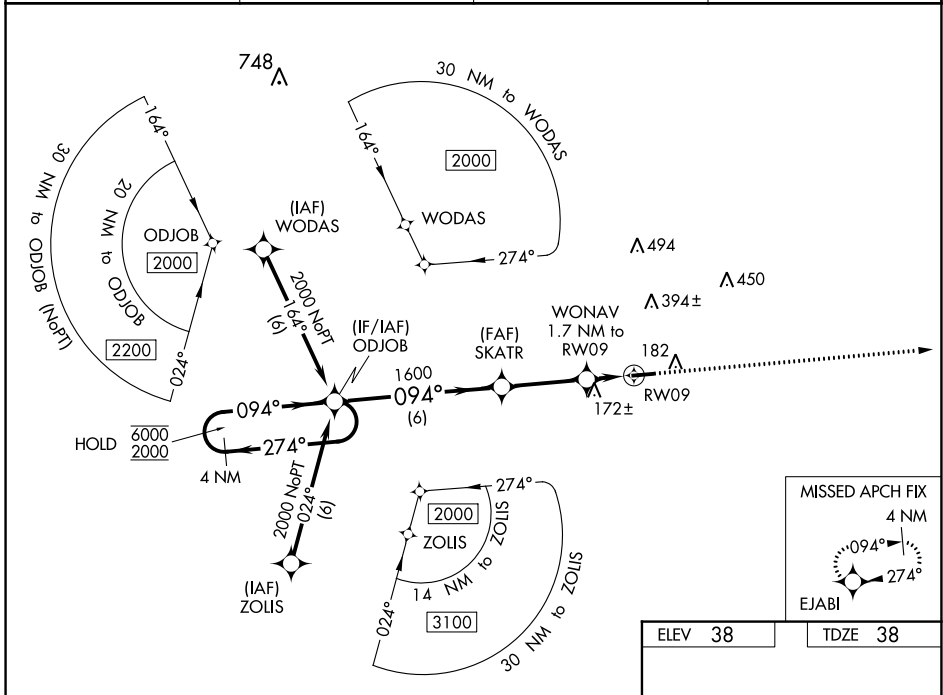 748
30 NM to WODAS
164°
2000
WODAS
274°
30 NM to ODJOB (NoPT)
20 NM to ODJOB
164°
ODJOB
2000
2200
024°
(IAF)
WODAS
2000 NoPT
164°
(6)
494
450
394±
WONAV
1.7 NM to
RW09
(FAF)
SKATR
(IF/IAF)
ODJOB
182
RW09
172±
1600
094°
(6)
094°
HOLD
6000
2000
274°
4 NM
2000 NoPT
024°
(6)
(IAF)
ZOLIS
274°
2000
ZOLIS
14 NM to ZOLIS
024°
3100
30 NM to ZOLIS
MISSED APCH FIX
4 NM
094°
274°
EJABI
ELEV 38
TDZE 38